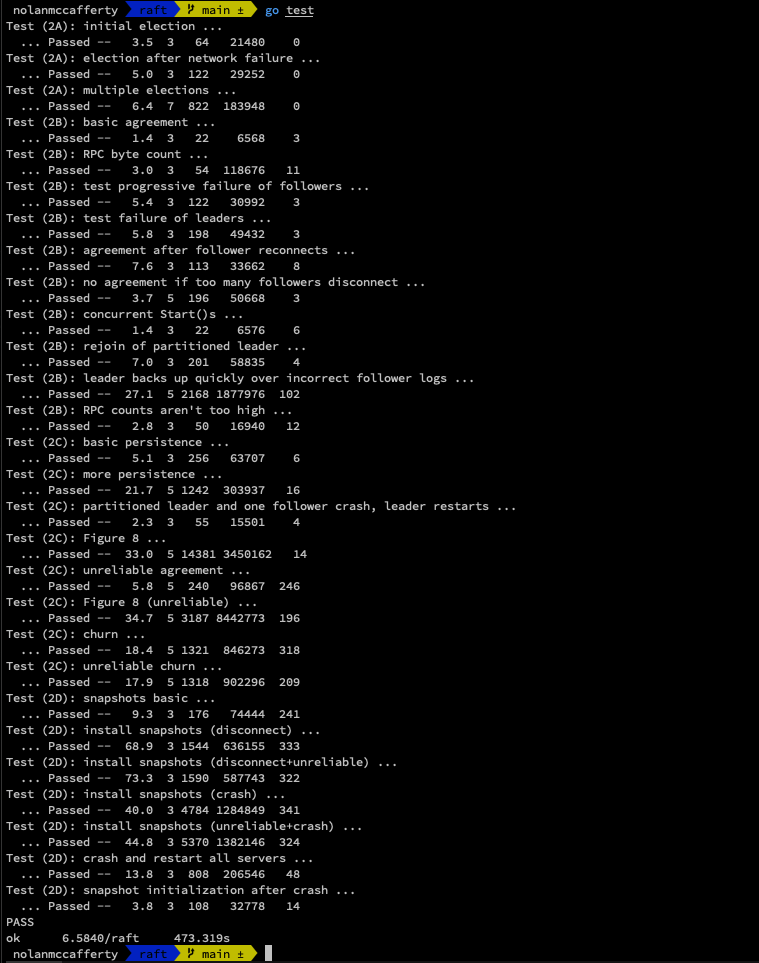 nolanmccafferty raft main ± go test
Test (2A): initial election ...
... Passed -- 3.5 3 64 21480 0
Test (2A): election after network failure ...
... Passed -- 5.0 3 122 29252 0
Test (2A): multiple elections ...
... Passed -- 6.4 7 822 183948 0
Test (2B): basic agreement ...
... Passed -- 1.4 3 22 6568 3
Test (2B): RPC byte count ...
... Passed -- 3.0 3 54 118676 11
Test (2B): test progressive failure of followers ...
... Passed -- 5.4 3 122 30992 3
Test (2B): test failure of leaders ...
... Passed -- 5.8 3 198 49432 3
Test (2B): agreement after follower reconnects ...
... Passed -- 7.6 3 113 33662 8
Test (2B): no agreement if too many followers disconnect ...
... Passed -- 3.7 5 196 50668 3
Test (2B): concurrent Start()s ...
... Passed -- 1.4 3 22 6576 6
Test (2B): rejoin of partitioned leader ...
... Passed -- 7.0 3 201 58835 4
Test (2B): leader backs up quickly over incorrect follower logs ...
... Passed -- 27.1 5 2168 1877976 102
Test (2B): RPC counts aren't too high ...
... Passed -- 2.8 3 50 16940 12
Test (2C): basic persistence ...
... Passed -- 5.1 3 256 63707 6
Test (2C): more persistence ...
... Passed -- 21.7 5 1242 303937 16
Test (2C): partitioned leader and one follower crash, leader restarts ...
... Passed -- 2.3 3 55 15501 4
Test (2C): Figure 8 ...
... Passed -- 33.0 5 14381 3450162 14
Test (2C): unreliable agreement ...
... Passed -- 5.8 5 240 96867 246
Test (2C): Figure 8 (unreliable) ...
... Passed -- 34.7 5 3187 8442773 196
Test (2C): churn ...
... Passed -- 18.4 5 1321 846273 318
Test (2C): unreliable churn ...
... Passed -- 17.9 5 1318 902296 209
Test (2D): snapshots basic ...
... Passed -- 9.3 3 176 74444 241
Test (2D): install snapshots (disconnect) ...
... Passed -- 68.9 3 1544 636155 333
Test (2D): install snapshots (disconnect+unreliable) ...
... Passed -- 73.3 3 1590 587743 322
Test (2D): install snapshots (crash) ...
... Passed -- 40.0 3 4784 1284849 341
Test (2D): install snapshots (unreliable+crash) ...
... Passed -- 44.8 3 5370 1382146 324
Test (2D): crash and restart all servers ...
... Passed -- 13.8 3 808 206546 48
Test (2D): snapshot initialization after crash ...
... Passed -- 3.8 3 108 32778 14
PASS
ok 6.5840/raft 473.319s
nolanmccafferty raft main ±